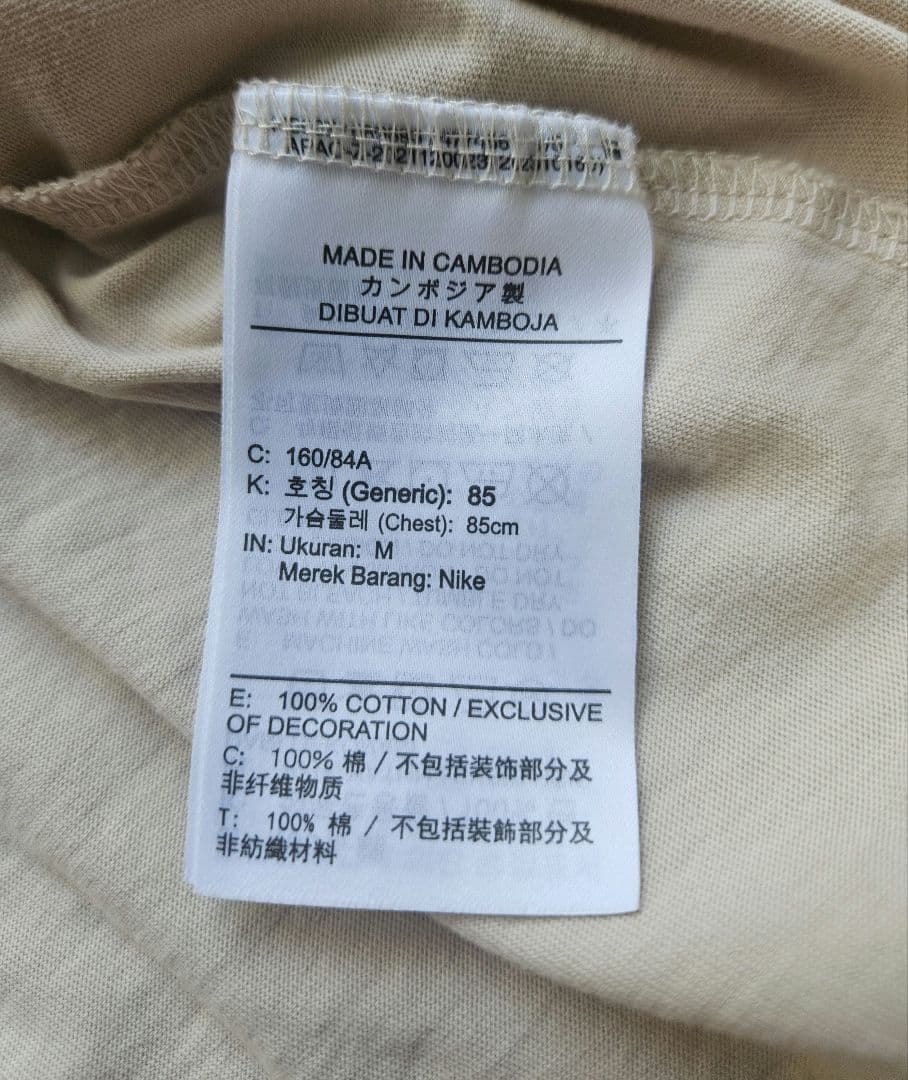 MADE IN CAMBODIA
カンボジア製
DIBUAT DI KAMBOJA
C: 160/84A
K: 호칭 (Generic): 85
가슴둘레 (Chest): 85cm
IN: Ukuran: M
Merek Barang: Nike
E: 100% COTTON / EXCLUSIVE
OF DECORATION
C: 100% 棉 / 不包括装饰部分及
非纤维物质
T: 100% 棉 / 不包括裝飾部分及
非紡織材料